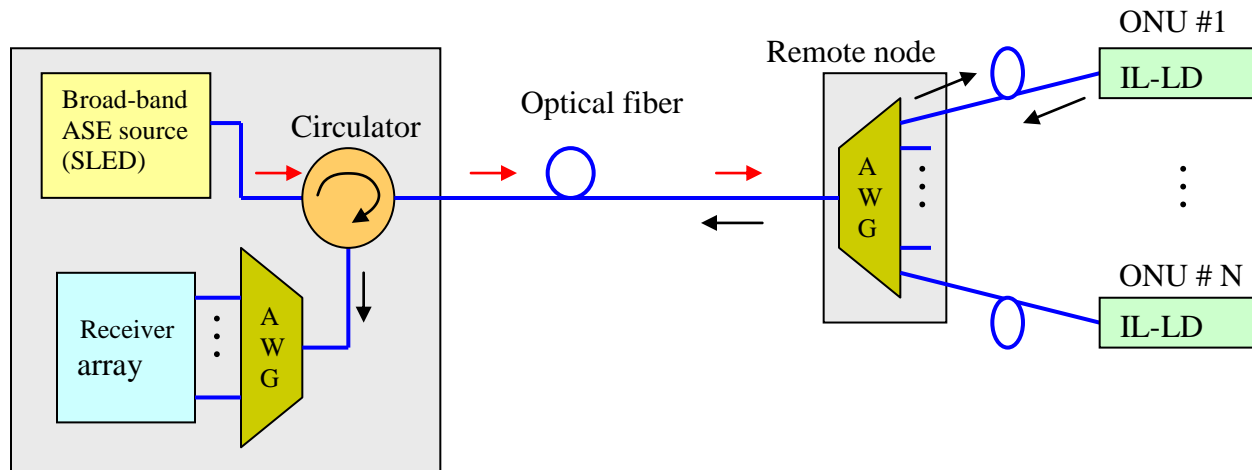 Broad-band
ASE source
(SLED)
Circulator
Optical fiber
Remote node
ONU #1
IL-LD
A
W
G
Receiver
array
A
W
G
ONU # N
IL-LD